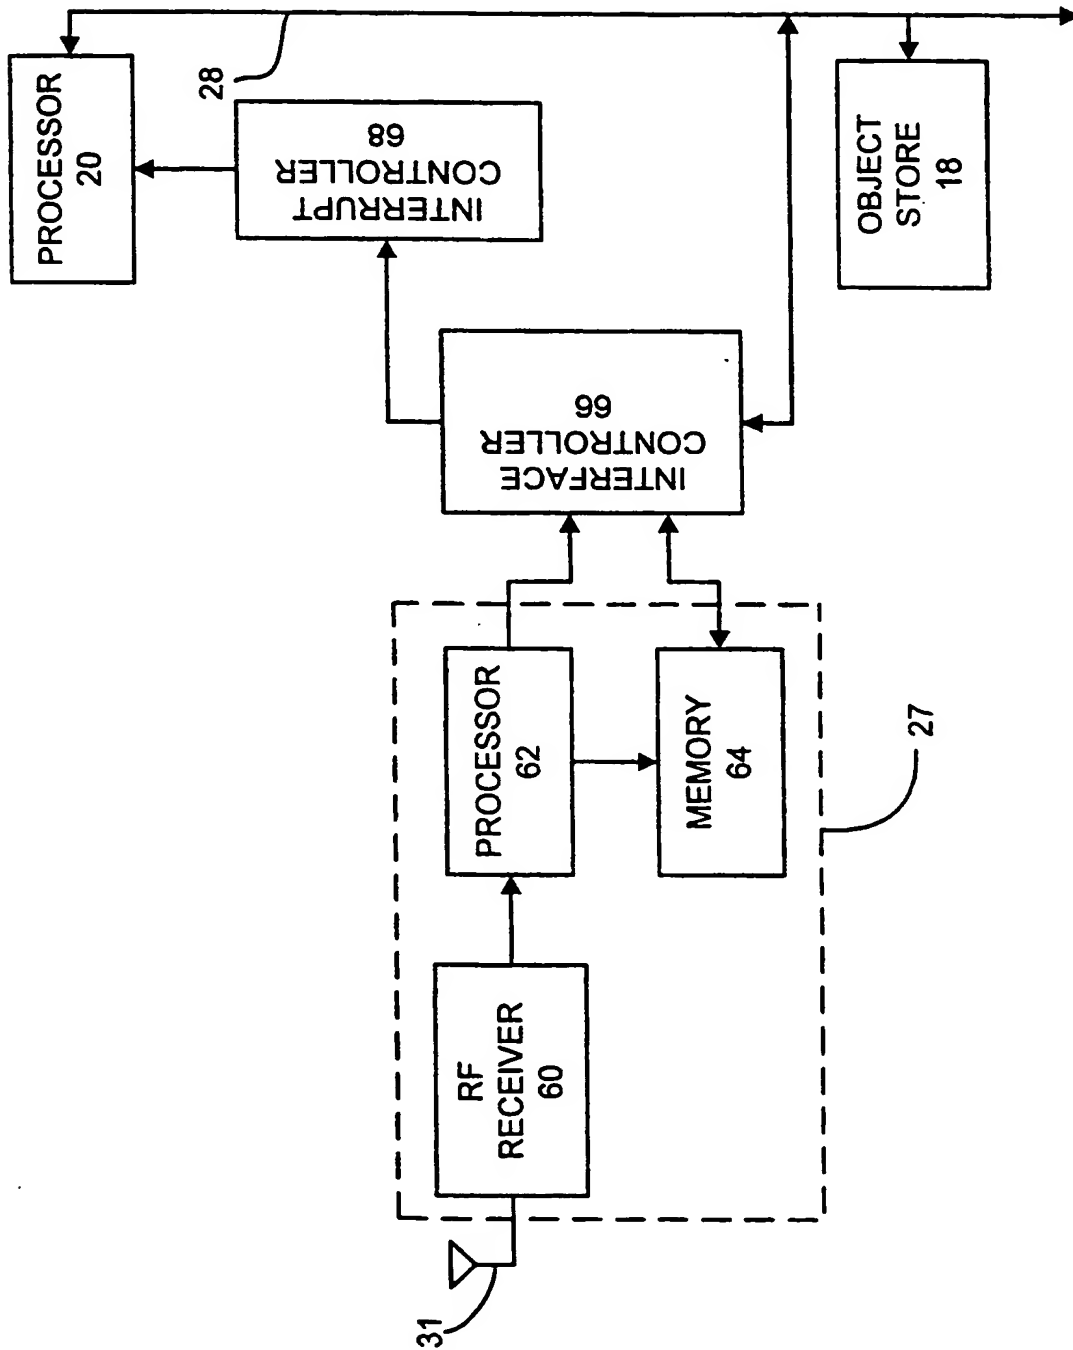 31
RF
RECEIVER
60
PROCESSOR
62
MEMORY
64
27
INTERFACE
CONTROLLER
66
INTERRUPT
CONTROLLER
68
PROCESSOR
20
28
OBJECT
STORE
18